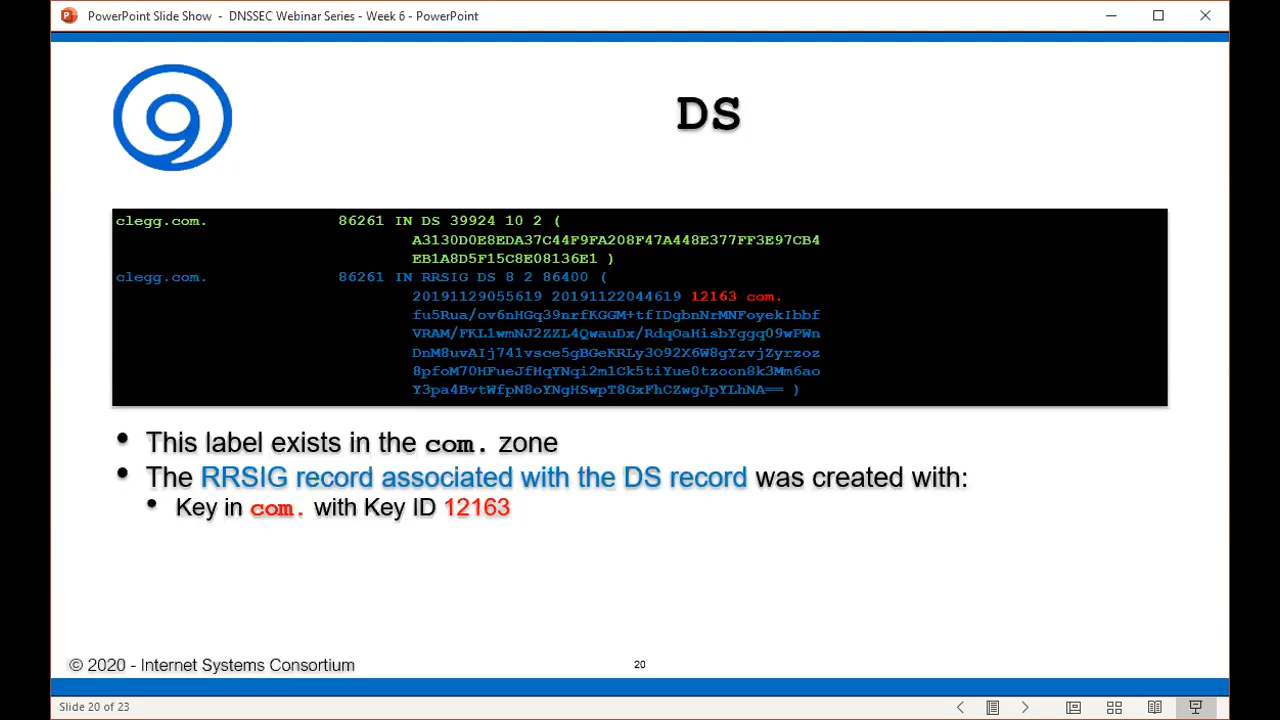 PowerPoint Slide Show - DNSSEC Webinar Series - Week 6 - PowerPoint
DS
clegg.com. 86261 IN DS 39924 10 2 (
A3130D0E8EDA37C44F9FA208F47A448E377FF3E97CB4
EB1A8D5F15C8E08136E1 )
clegg.com. 86261 IN RRSIG DS 8 2 86400 (
20191129055619 20191122044619 12163 com.
fu5Rua/ov6nHGq39nrfKGGM+tfIDgbnNrMNFoyekIbbf
VRAM/FKL1wmNJ2ZZL4QwauDx/RdqOaHisbYggq09wPWn
DnM8uvAIj741vsce5gBGeKRLy3O92X6W8gYzvjZyrzoz
8pfoM70HFueJfHqYNqi2m1Ck5tiYue0tzoon8k3Mm6ao
Y3pa4BvtWfpN8oYNgHSwpT8GxFhCZwgJpYLhNA== )
• This label exists in the com. zone
• The RRSIG record associated with the DS record was created with:
• Key in com. with Key ID 12163
© 2020 - Internet Systems Consortium
20
Slide 20 of 23